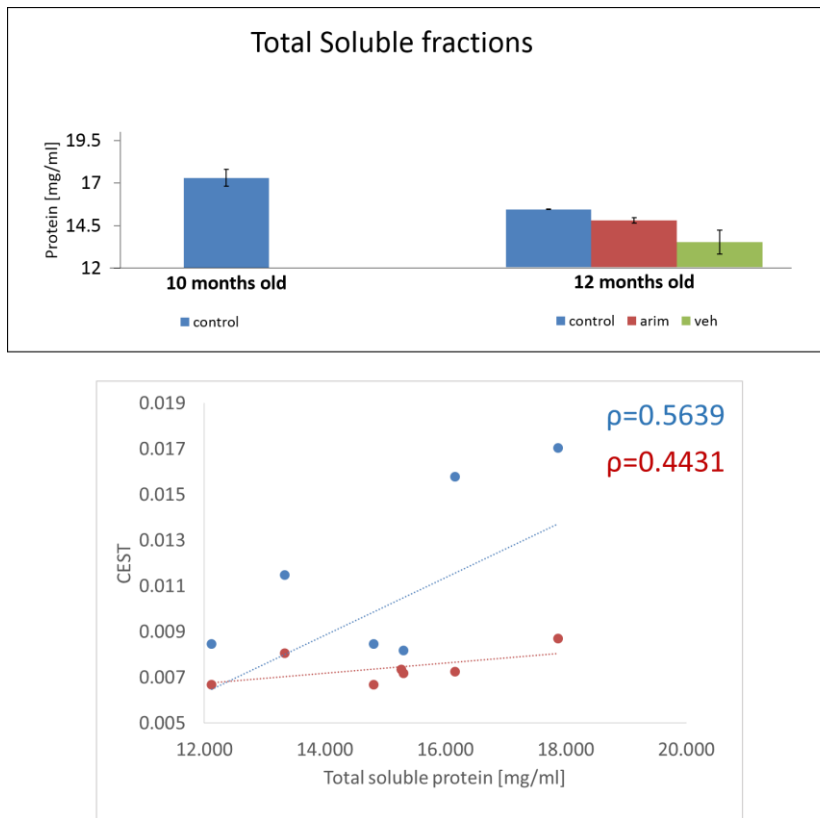 Total Soluble fractions
Protein [mg/ml]
19.5
17
14.5
12
10 months old
12 months old
control
control arim veh
0.019
0.017
0.015
0.013
0.011
0.009
0.007
0.005
CEST
ρ=0.5639
ρ=0.4431
12.000 14.000 16.000 18.000 20.000
Total soluble protein [mg/ml]